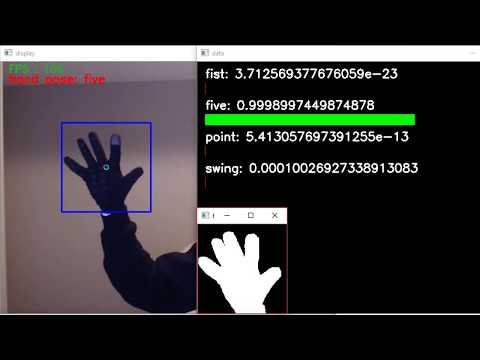 display
FPS: 106
hand pose: five
data
fist: 3.712569377676059e-23
five: 0.9998997449874878
point: 5.413057697391255e-13
swing: 0.00010026927338913083